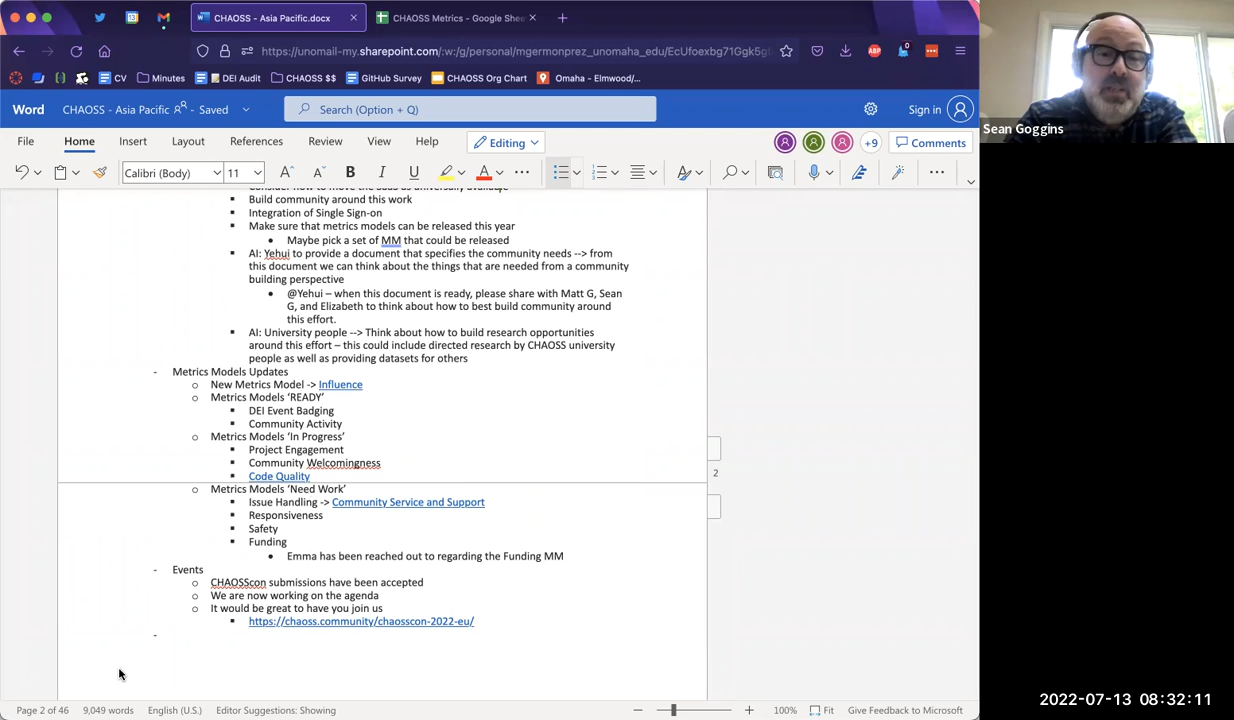 CHAOSS - Asia Pacific.docx
CHAOSS Metrics - Google Shee
https://unomail-my.sharepoint.com/:w:/g/personal/mgermonprez_unomaha_edu/EcUfoexbg71Ggk5g
ABP
0
CV
Minutes
DEI Audit
CHAOSS $$
GitHub Survey
CHAOSS Org Chart
Omaha - Elmwood/...
Word
CHAOSS - Asia Pacific - Saved
Search (Option + Q)
Sign in
File
Home
Insert
Layout
References
Review
View
Help
Editing
+9
Comments
Calibri (Body)
11
Consider how to move the SaaS as universally available
Build community around this work
Integration of Single Sign-on
Make sure that metrics models can be released this year
Maybe pick a set of MM that could be released
AI: Yehui to provide a document that specifies the community needs --> from
this document we can think about the things that are needed from a community
building perspective
@Yehui – when this document is ready, please share with Matt G, Sean
G, and Elizabeth to think about how to best build community around
this effort.
AI: University people --> Think about how to build research opportunities
around this effort – this could include directed research by CHAOSS university
people as well as providing datasets for others
- Metrics Models Updates
o New Metrics Model -> Influence
o Metrics Models ‘READY’
DEI Event Badging
Community Activity
o Metrics Models ‘In Progress’
Project Engagement
Community Welcomingness
Code Quality
2
o Metrics Models ‘Need Work’
Issue Handling -> Community Service and Support
Responsiveness
Safety
Funding
Emma has been reached out to regarding the Funding MM
- Events
o CHAOSScon submissions have been accepted
o We are now working on the agenda
o It would be great to have you join us
https://chaoss.community/chaosscon-2022-eu/
-
Page 2 of 46
9,049 words
English (U.S.)
Editor Suggestions: Showing
100%
Fit
Give Feedback to Microsoft
Sean Goggins
2022-07-13 08:32:11